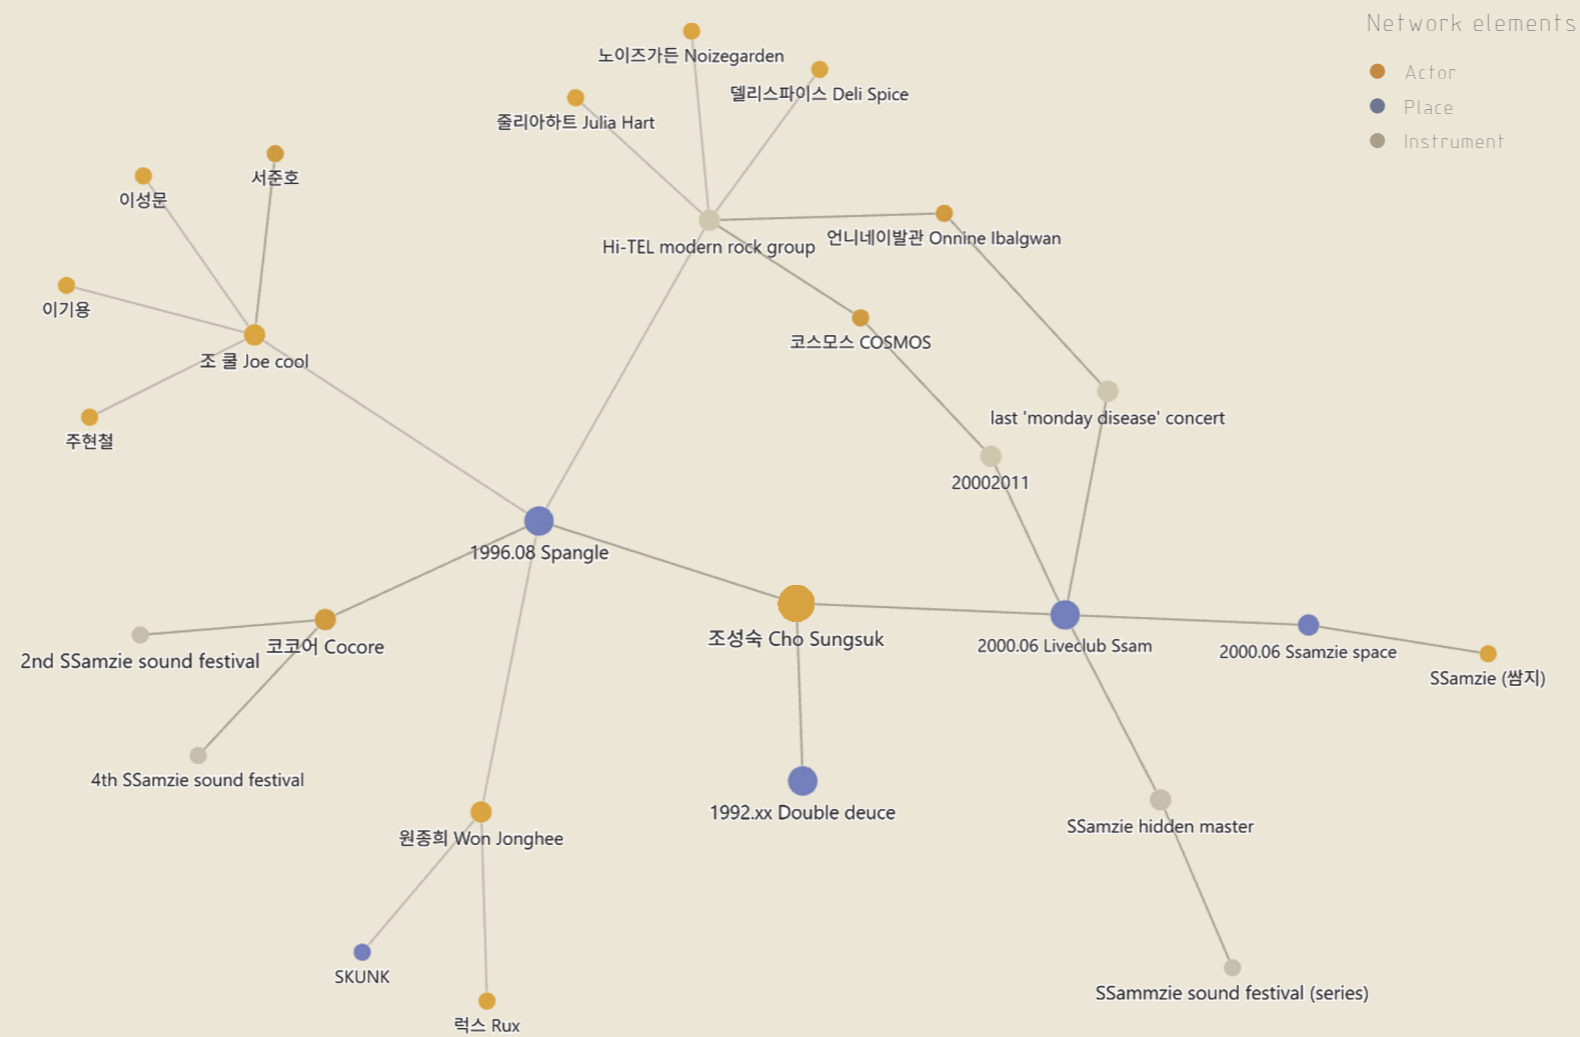 Network elements
Actor
Place
Instrument
노이즈가든 Noizegarden
델리스파이스 Deli Spice
줄리아하트 Julia Hart
서준호
이성문
언니네이발관 Onnine Ibalgwan
Hi-TEL modern rock group
이기용
코스모스 COSMOS
조 쿨 Joe cool
last 'monday disease' concert
주현철
20002011
1996.08 Spangle
조성숙 Cho Sungsuk
코코어 Cocore
2000.06 Liveclub Ssam
2000.06 Ssamzie space
2nd SSamzie sound festival
SSamzie (쌈지)
4th SSamzie sound festival
1992.xx Double deuce
SSamzie hidden master
원종희 Won Jonghee
SKUNK
SSammzie sound festival (series)
럭스 Rux